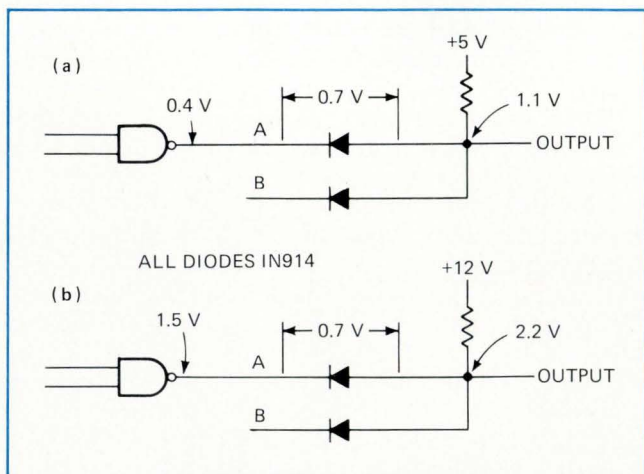 +5 V
(a)
0.7 V
0.4 V
1.1 V
A
OUTPUT
B
ALL DIODES IN914
+12 V
(b)
1.5 V
0.7 V
2.2 V
A
OUTPUT
B